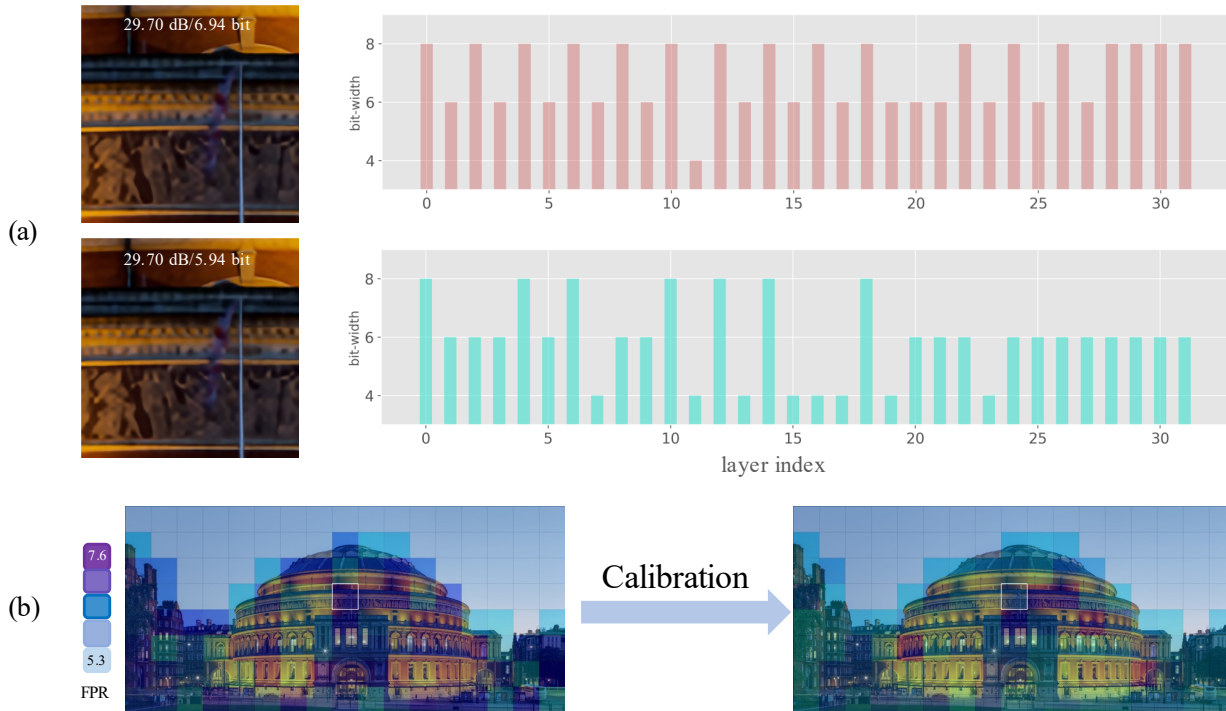 29.70 dB/6.94 bit
8
6
4
bit-width
0 5 10 15 20 25 30
(a)
29.70 dB/5.94 bit
8
6
4
bit-width
0 5 10 15 20 25 30
layer index
7.6
5.3
FPR
(b)
Calibration